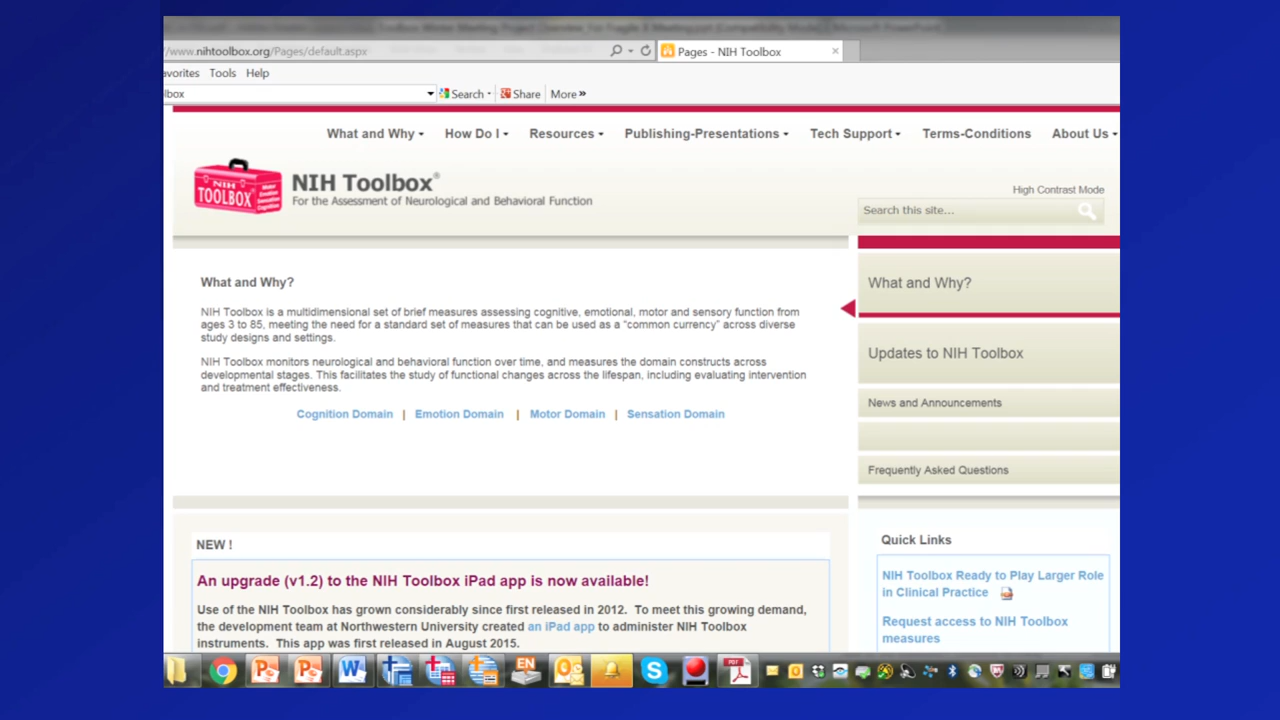 /www.nihtoolbox.org/Pages/default.aspx
Pages - NIH Toolbox
avorites Tools Help
lbox
Search
Share
More »
What and Why
How Do I
Resources
Publishing-Presentations
Tech Support
Terms-Conditions
About Us
NIH
TOOLBOX
Motor
Emotion
Sensation
Cognition
NIH Toolbox®
For the Assessment of Neurological and Behavioral Function
High Contrast Mode
Search this site...
What and Why?
NIH Toolbox is a multidimensional set of brief measures assessing cognitive, emotional, motor and sensory function from
ages 3 to 85, meeting the need for a standard set of measures that can be used as a “common currency” across diverse
study designs and settings.
NIH Toolbox monitors neurological and behavioral function over time, and measures the domain constructs across
developmental stages. This facilitates the study of functional changes across the lifespan, including evaluating intervention
and treatment effectiveness.
Cognition Domain | Emotion Domain | Motor Domain | Sensation Domain
What and Why?
Updates to NIH Toolbox
News and Announcements
Frequently Asked Questions
NEW !
An upgrade (v1.2) to the NIH Toolbox iPad app is now available!
Use of the NIH Toolbox has grown considerably since first released in 2012. To meet this growing demand,
the development team at Northwestern University created an iPad app to administer NIH Toolbox
instruments. This app was first released in August 2015.
Quick Links
NIH Toolbox Ready to Play Larger Role
in Clinical Practice
Request access to NIH Toolbox
measures
EN
PDF